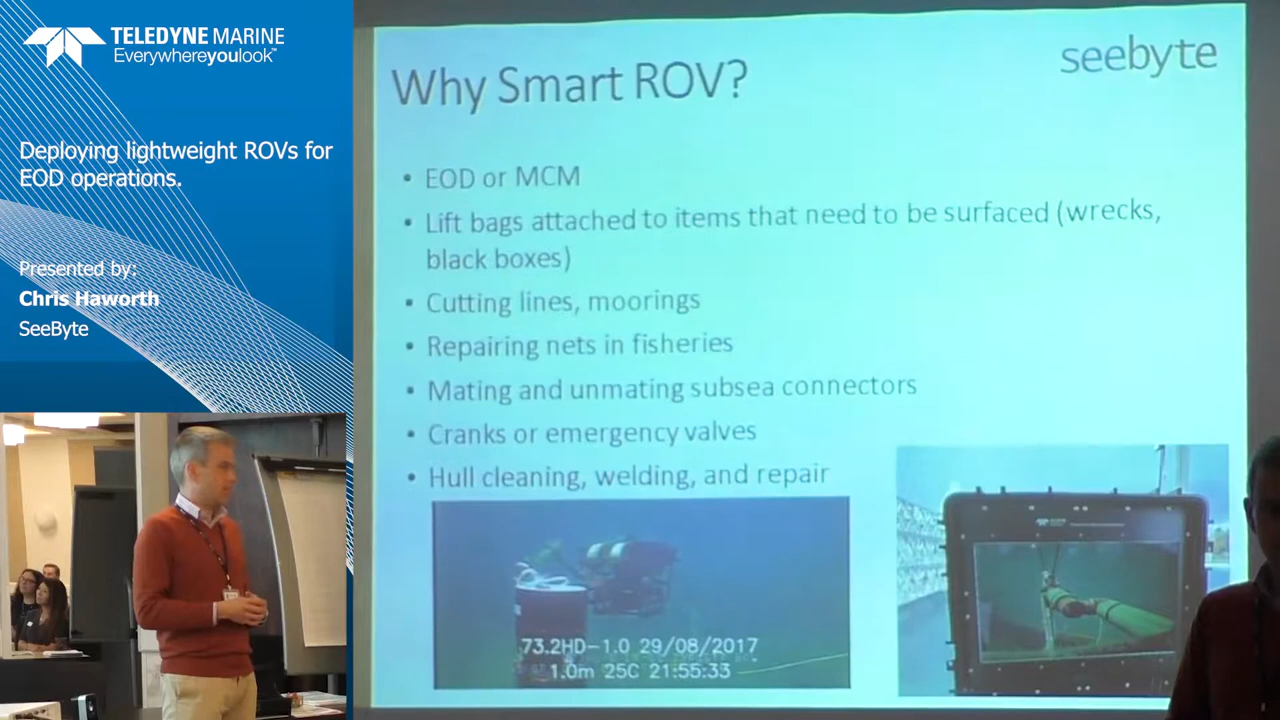 TELEDYNE MARINE
Everywhereyoulook™
Deploying lightweight ROVs for
EOD operations.
Presented by:
Chris Haworth
SeeByte
seebyte
Why Smart ROV?
• EOD or MCM
• Lift bags attached to items that need to be surfaced (wrecks,
black boxes)
• Cutting lines, moorings
• Repairing nets in fisheries
• Mating and unmating subsea connectors
• Cranks or emergency valves
• Hull cleaning, welding, and repair
73.2HD-1.0 29/08/2017
1.0m 25C 21:55:33